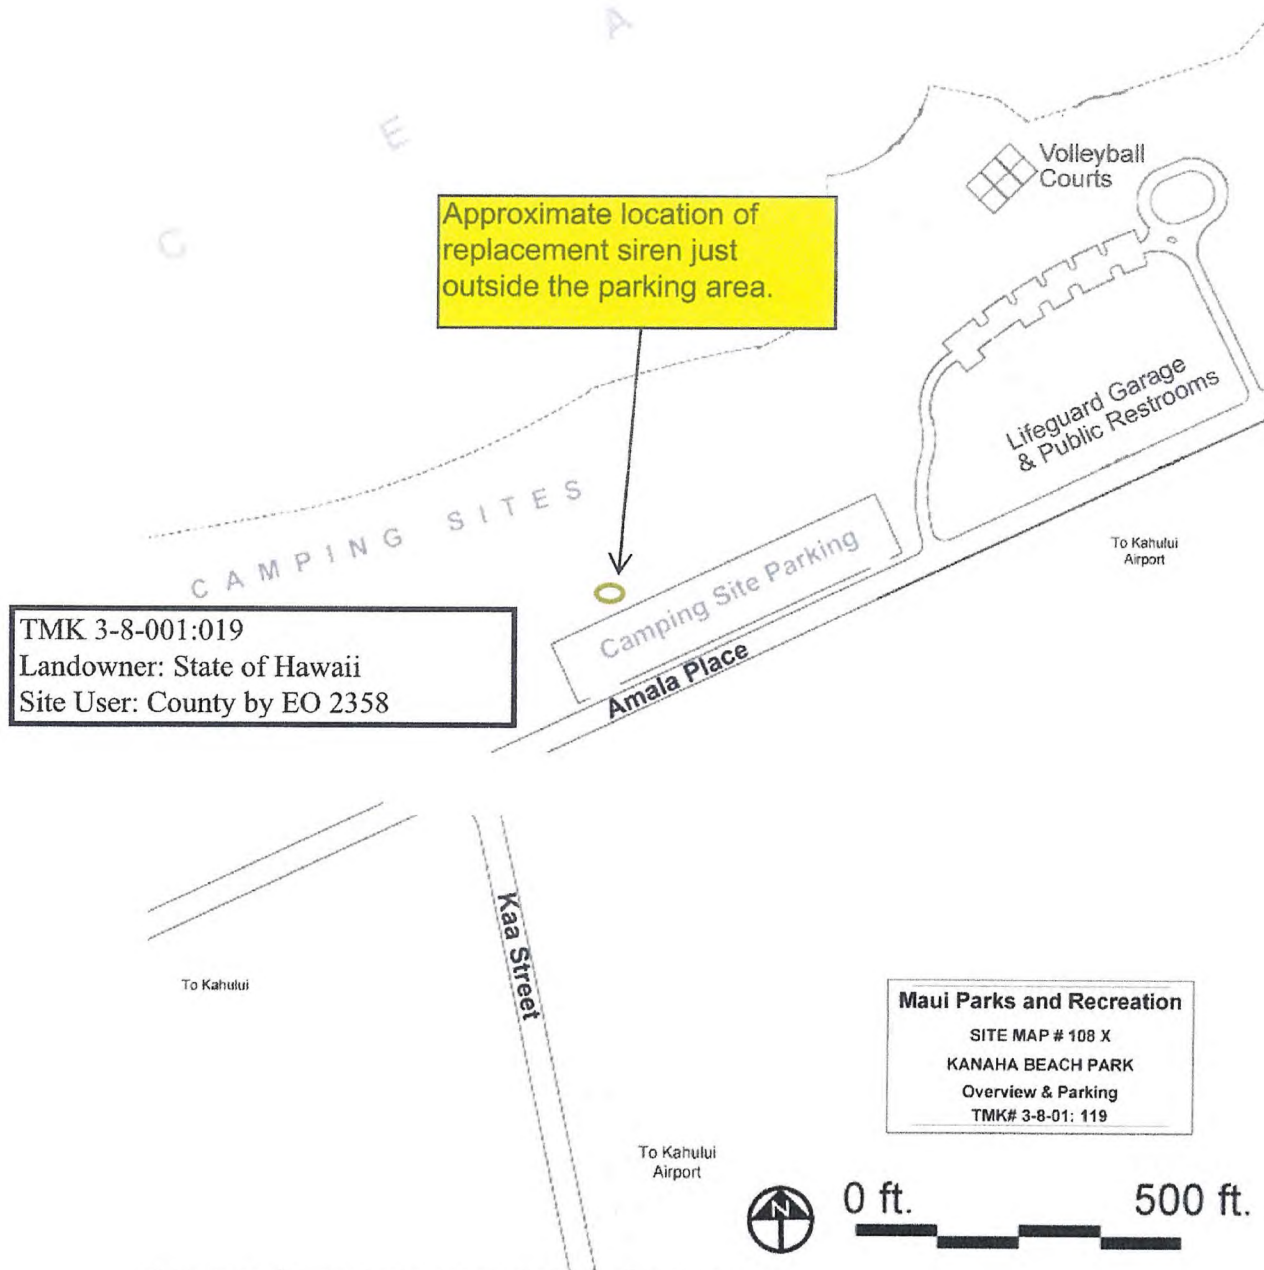 O C E A
Volleyball
Courts
Approximate location of
replacement siren just
outside the parking area.
Lifeguard Garage
& Public Restrooms
CAMPING SITES
To Kahului
Airport
Camping Site Parking
TMK 3-8-001:019
Landowner: State of Hawaii
Site User: County by EO 2358
Amala Place
Kaa Street
To Kahului
Maui Parks and Recreation
SITE MAP # 108 X
KANAHA BEACH PARK
Overview & Parking
TMK# 3-8-01: 119
To Kahului
Airport
N
0 ft. 500 ft.